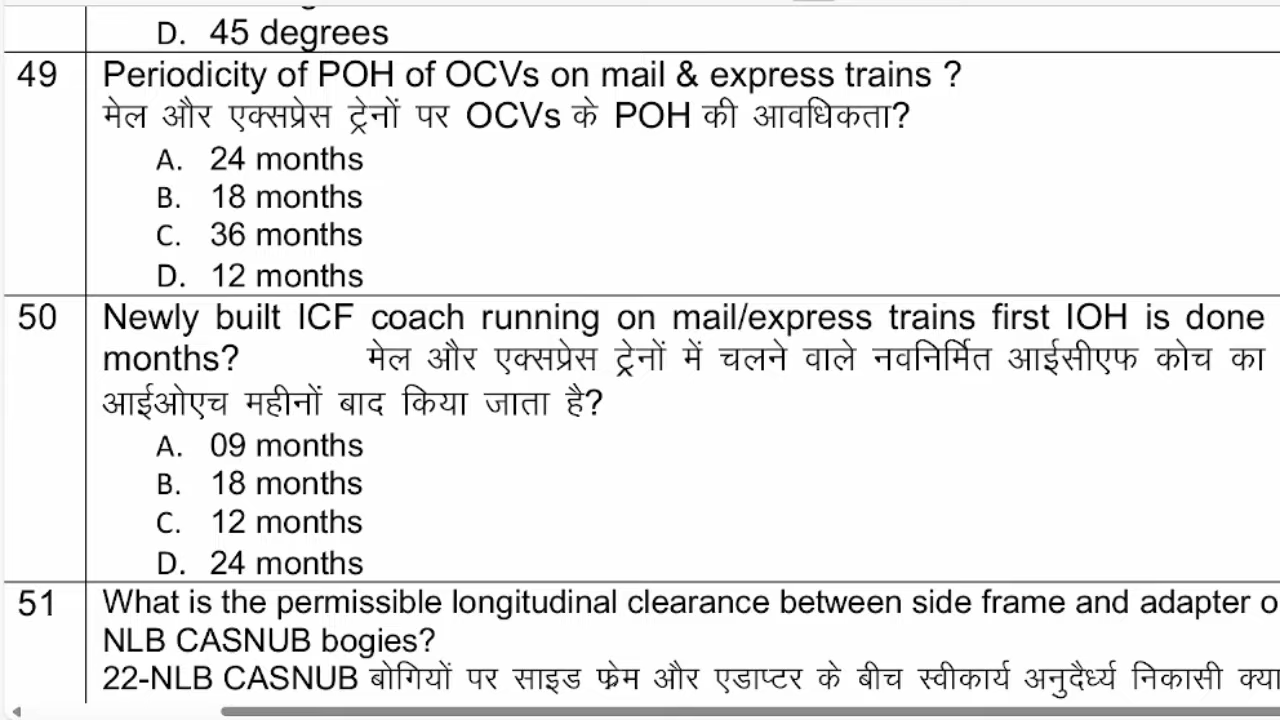 D. 45 degrees
49 Periodicity of POH of OCVs on mail & express trains ?
मेल और एक्सप्रेस ट्रेनों पर OCVs के POH की आवधिकता?
A. 24 months
B. 18 months
C. 36 months
D. 12 months
50 Newly built ICF coach running on mail/express trains first IOH is done
months? मेल और एक्सप्रेस ट्रेनों में चलने वाले नवनिर्मित आईसीएफ कोच का
आईओएच महीनों बाद किया जाता है?
A. 09 months
B. 18 months
C. 12 months
D. 24 months
51 What is the permissible longitudinal clearance between side frame and adapter
NLB CASNUB bogies?
22-NLB CASNUB बोगियों पर साइड फ्रेम और एडाप्टर के बीच स्वीकार्य अनुदैर्ध्य निकासी क्या